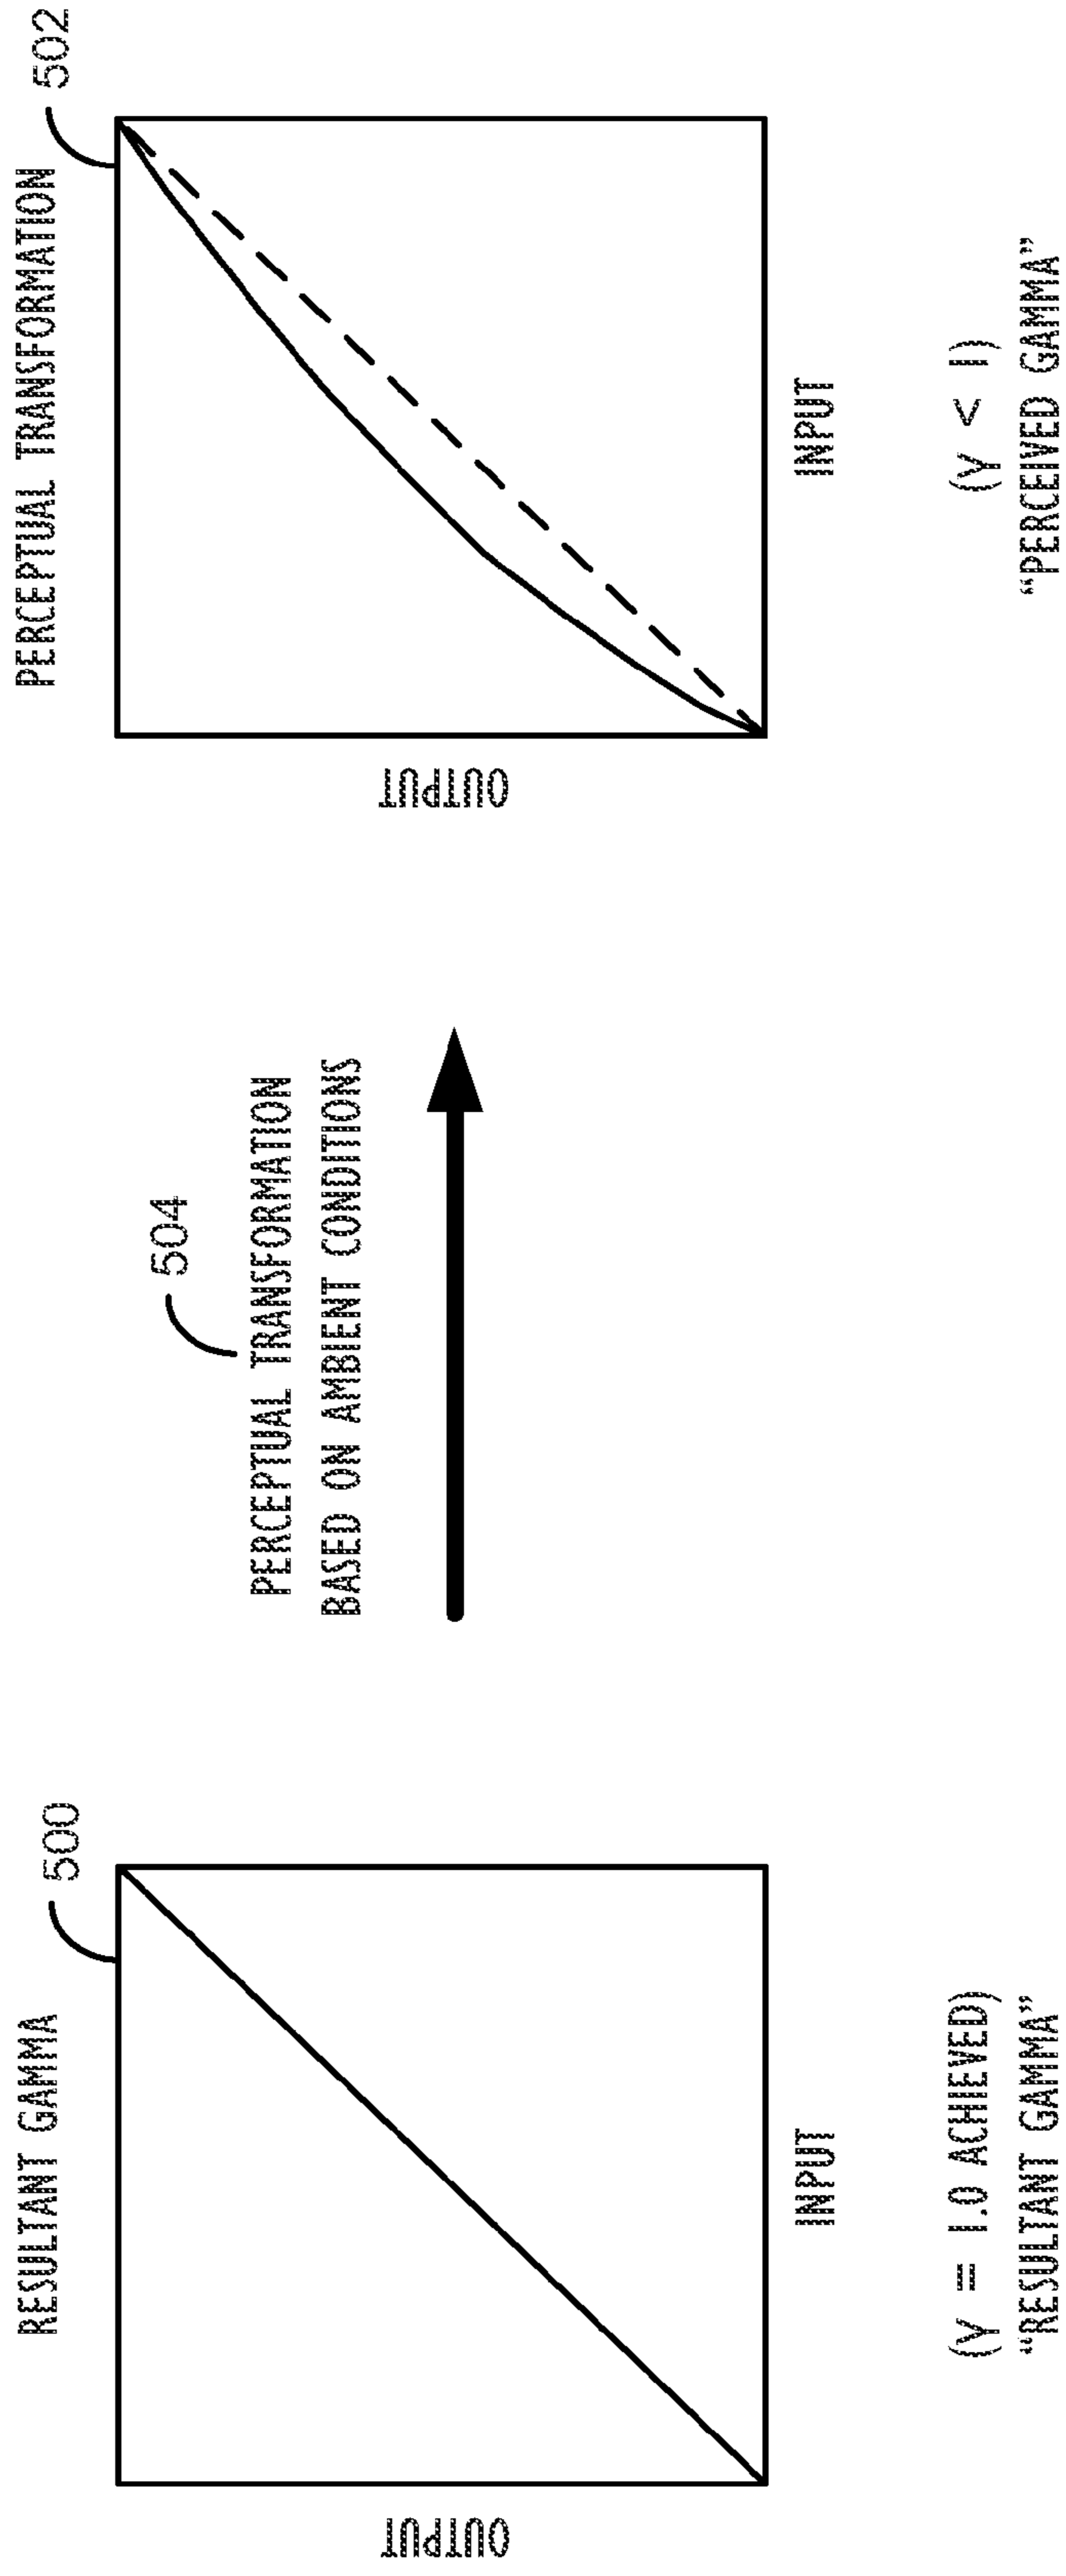 RESULTANT GAMMA
500
OUTPUT
INPUT
(γ = 1.0 ACHIEVED)
“RESULTANT GAMMA”
504
PERCEPTUAL TRANSFORMATION
BASED ON AMBIENT CONDITIONS
PERCEPTUAL TRANSFORMATION
502
OUTPUT
INPUT
(γ < 1)
“PERCEIVED GAMMA”